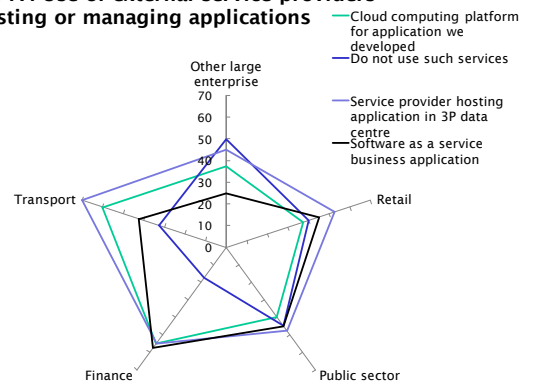 sting or managing applications
Cloud computing platform
for application we
developed
Do not use such services
Service provider hosting
application in 3P data
centre
Software as a service
business application
Other large
enterprise
70
60
50
40
30
20
10
0
Retail
Public sector
Finance
Transport